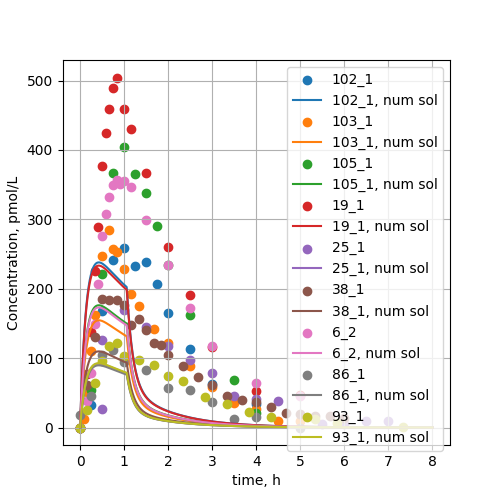 500
400
300
200
100
0
Concentration, pmol/L
0
1
2
3
4
5
6
7
8
time, h
102_1
102_1, num sol
103_1
103_1, num sol
105_1
105_1, num sol
19_1
19_1, num sol
25_1
25_1, num sol
38_1
38_1, num sol
6_2
6_2, num sol
86_1
86_1, num sol
93_1
93_1, num sol